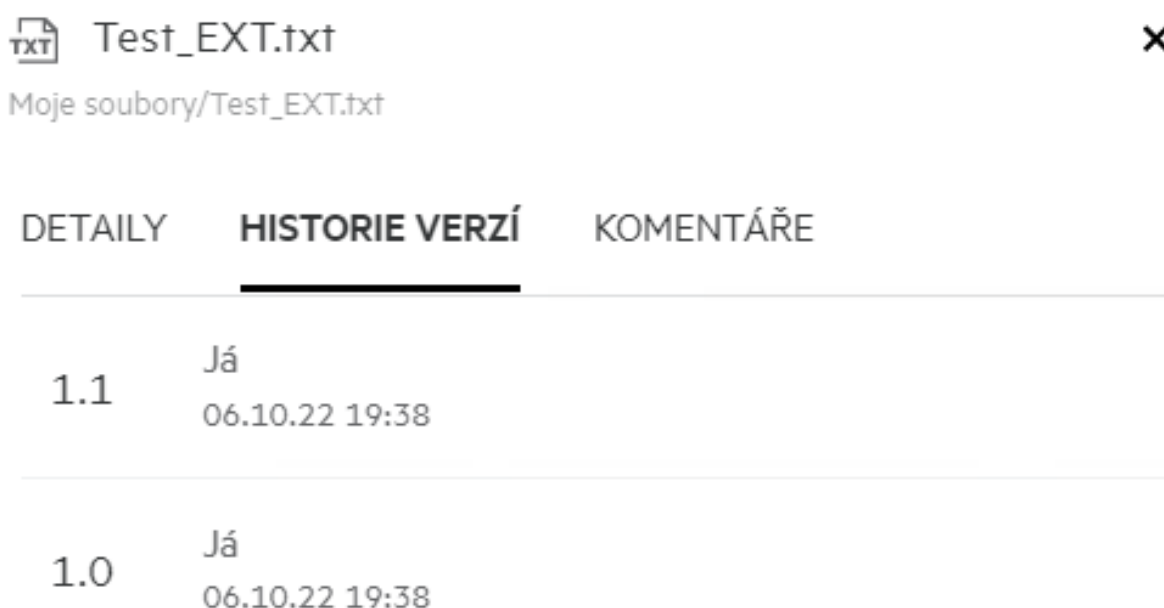 TXT Test_EXT.txt
Moje soubory/Test_EXT.txt
DETAILY HISTORIE VERZÍ KOMENTÁŘE
1.1 Já
06.10.22 19:38
1.0 Já
06.10.22 19:38